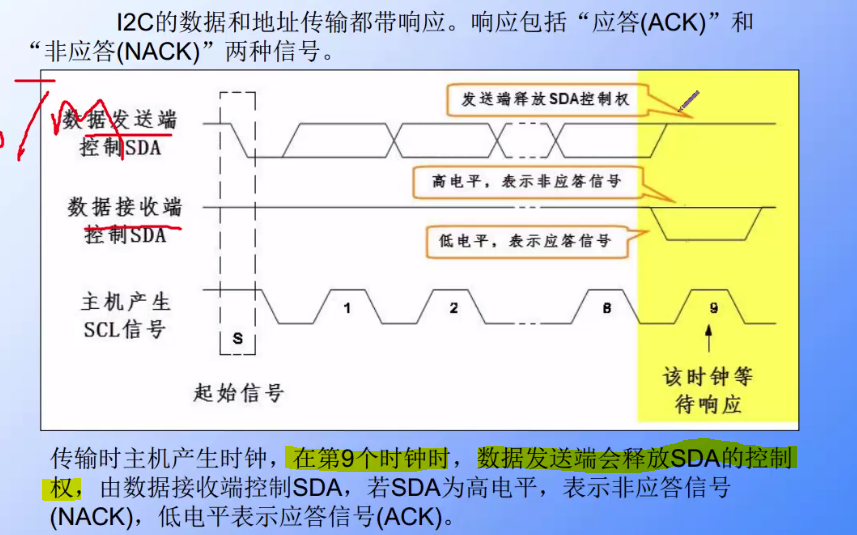 I2C的数据和地址传输都带响应。响应包括“应答(ACK)”和
“非应答(NACK)”两种信号。
发送端释放SDA控制权
数据发送端
控制SDA
高电平，表示非应答信号
数据接收端
控制SDA
低电平，表示应答信号
主机产生
SCL信号
1
2
8
9
S
起始信号
该时钟等
待响应
传输时主机产生时钟，在第9个时钟时，数据发送端会释放SDA的控制
权，由数据接收端控制SDA，若SDA为高电平，表示非应答信号
(NACK)，低电平表示应答信号(ACK)。